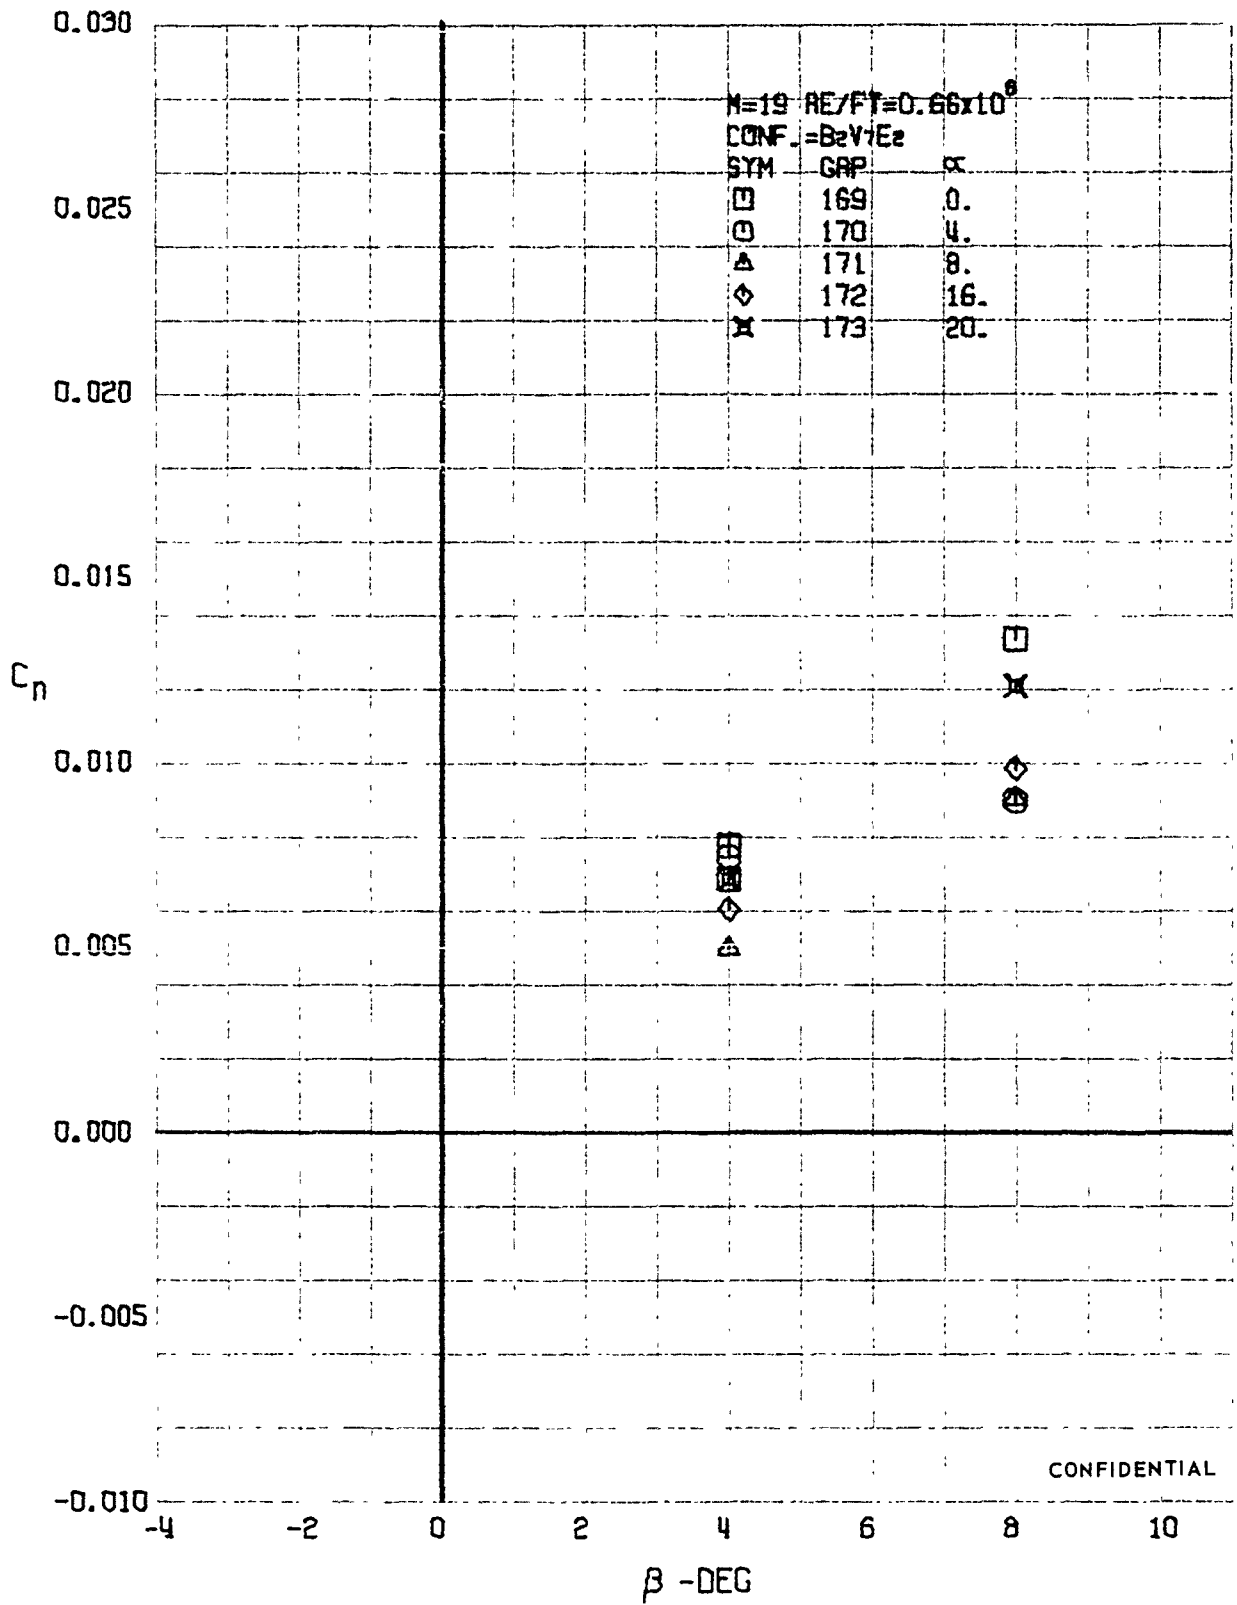 0.030
M=19 RE/FT=0.66x10⁶
CONF.=B2V7E2
SYM GRP α
169 0.
170 4.
171 8.
172 16.
173 20.
0.025
0.020
0.015
Cn
0.010
0.005
0.000
-0.005
CONFIDENTIAL
-0.010
-4 -2 0 2 4 6 8 10
β -DEG